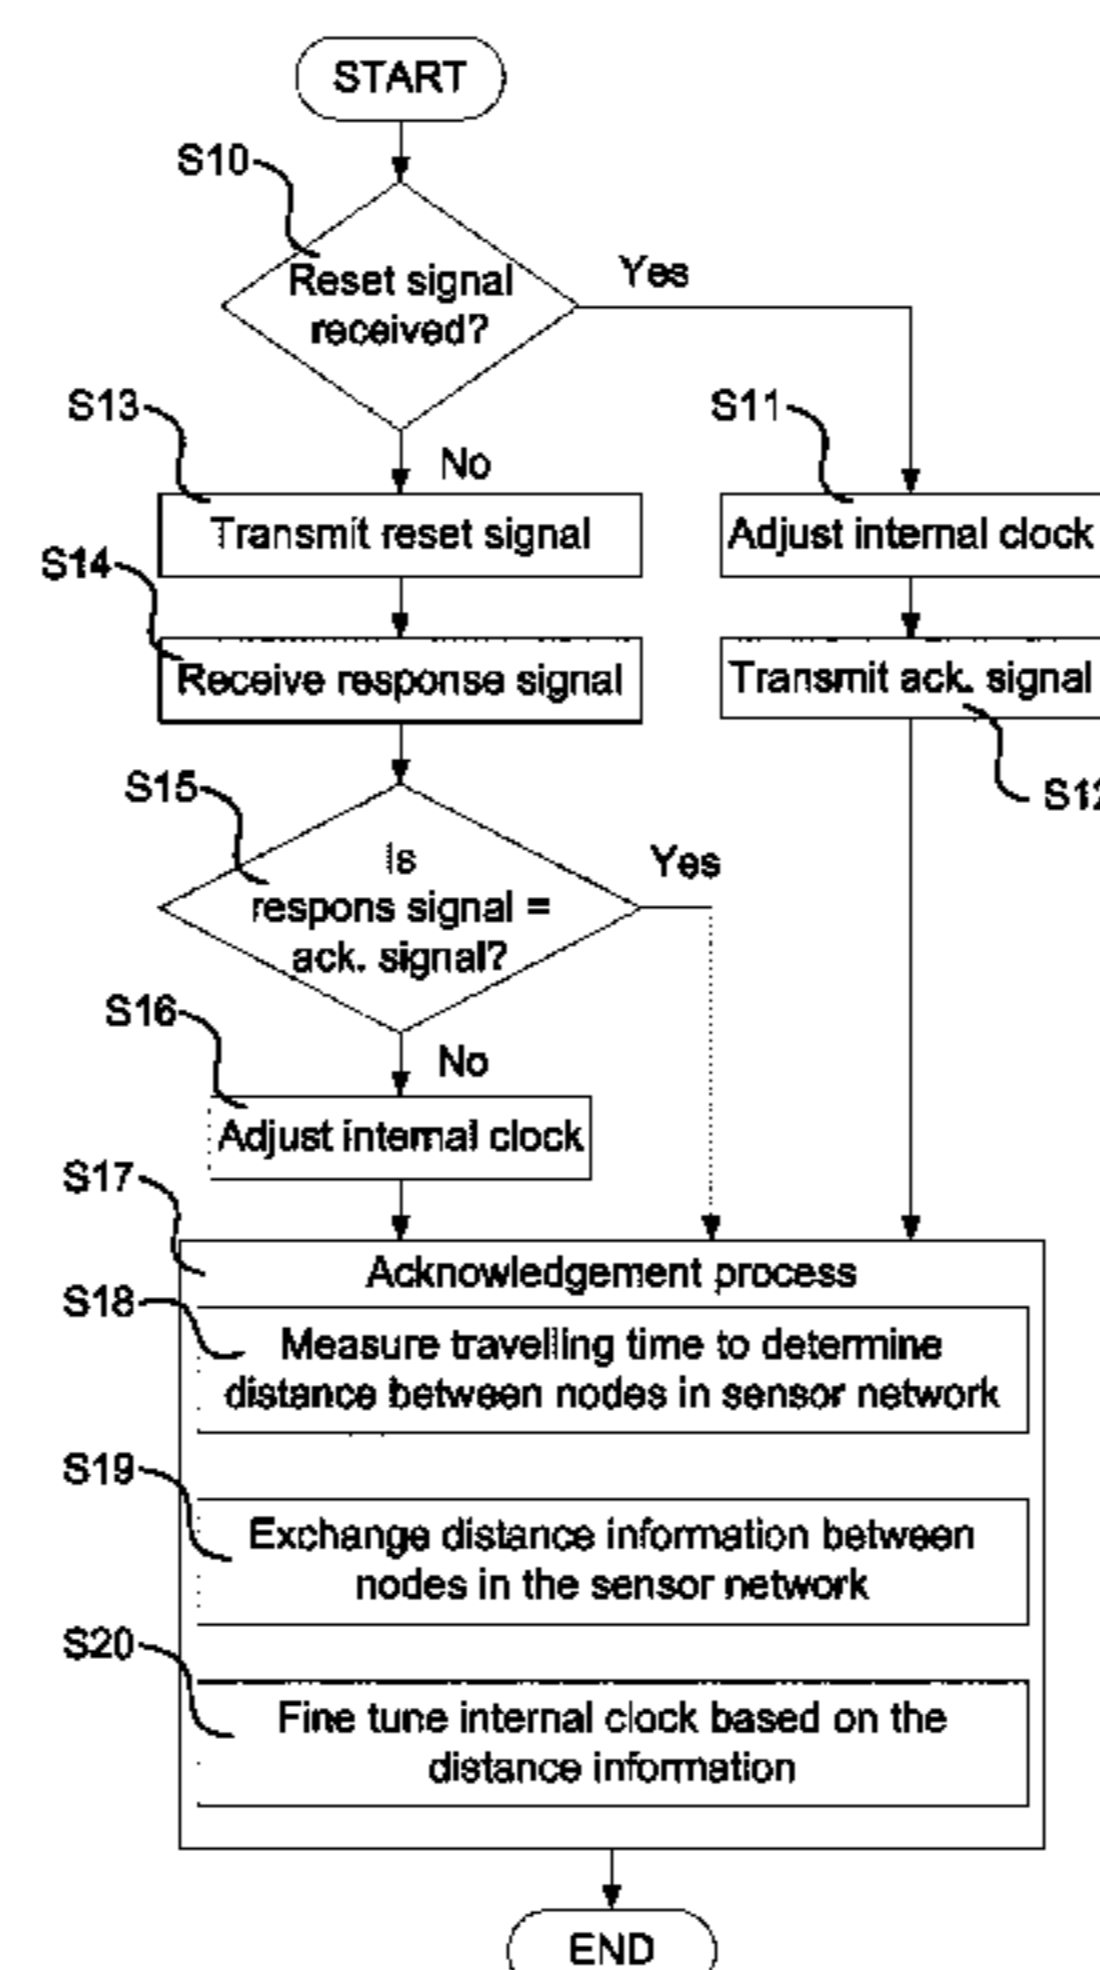 START
S10
Reset signal
received?
Yes
No
S13
Transmit reset signal
S11
Adjust internal clock
S14
Receive response signal
Transmit ack. signal
S12
S15
Is
respons signal =
ack. signal?
Yes
No
S16
Adjust internal clock
S17
Acknowledgement process
S18
Measure travelling time to determine
distance between nodes in sensor network
S19
Exchange distance information between
nodes in the sensor network
S20
Fine tune internal clock based on the
distance information
END